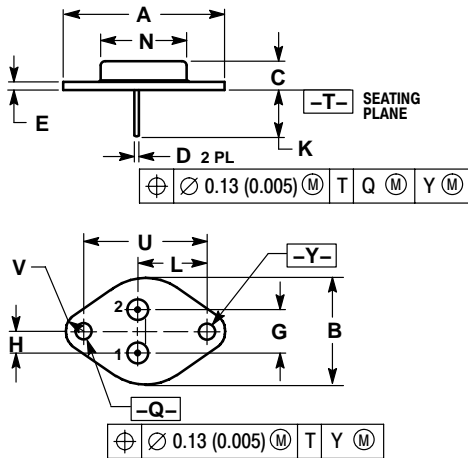 A
N
C
E
–T– SEATING PLANE
K
D 2 PL
⌖ ∅ 0.13 (0.005) Ⓜ T Q Ⓜ Y Ⓜ
U
V
L
–Y–
2
G
B
H
1
–Q–
⌖ ∅ 0.13 (0.005) Ⓜ T Y Ⓜ